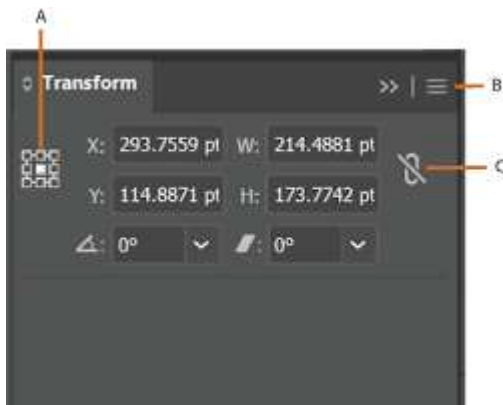 A
Transform
B
X: 293.7559 pt W: 214.4881 pt
C
Y: 114.8871 pt H: 173.7742 pt
0° 0°